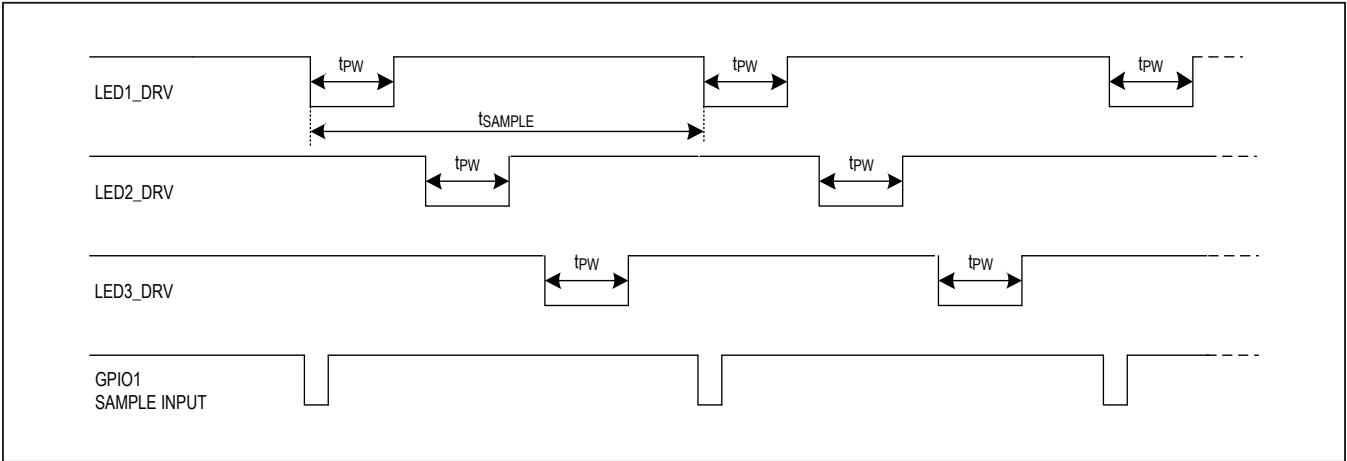 tPW
tPW
tPW
LED1_DRV
tSAMPLE
tPW
tPW
LED2_DRV
tPW
tPW
LED3_DRV
GPIO1
SAMPLE INPUT